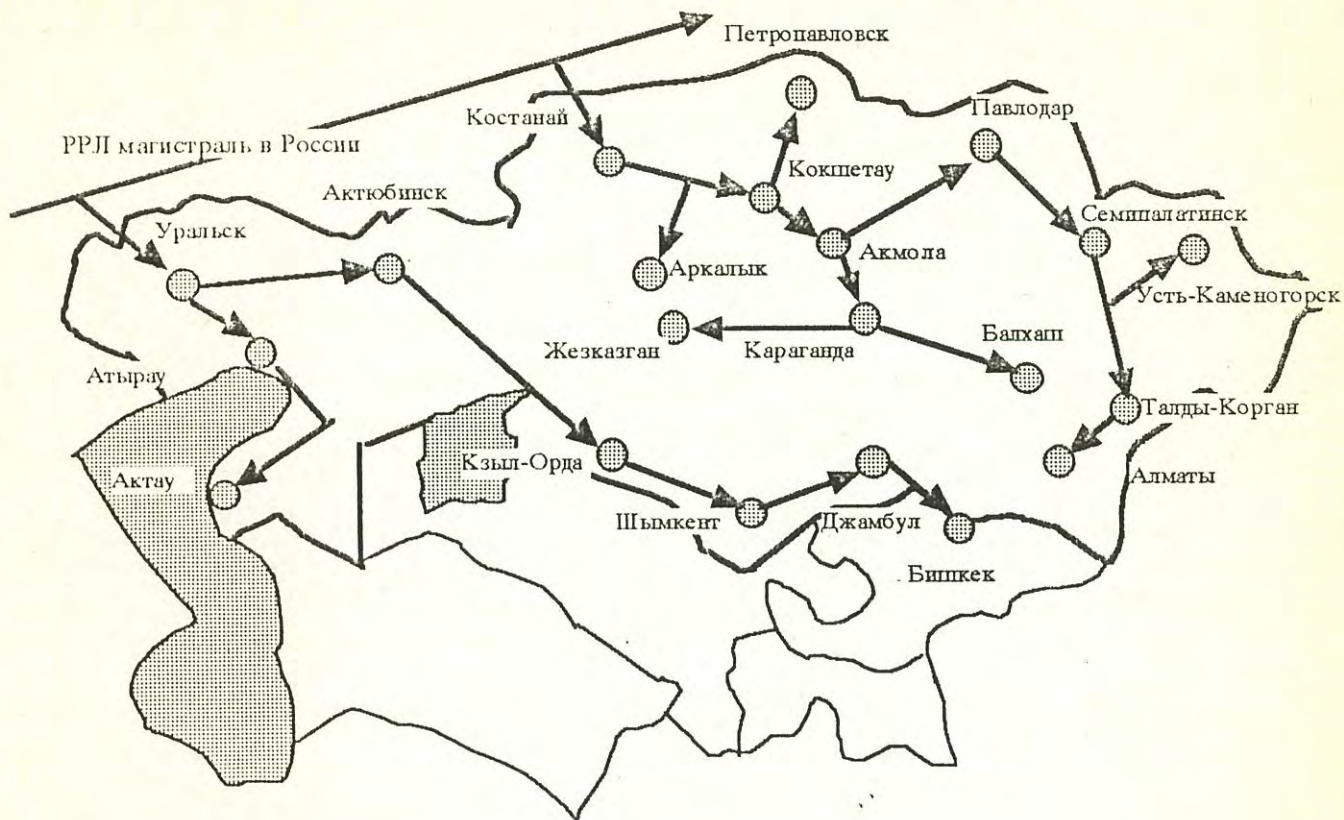 Петропавловск
Костанай
Павлодар
РРЛ магистраль в России
Кокшетау
Актюбинск
Семипалатинск
Уральск
Акмола
Аркалык
Усть-Каменогорск
Балхаш
Жезказган
Караганда
Атырау
Талды-Корган
Кзыл-Орда
Актау
Алматы
Шымкент
Джамбул
Бишкек